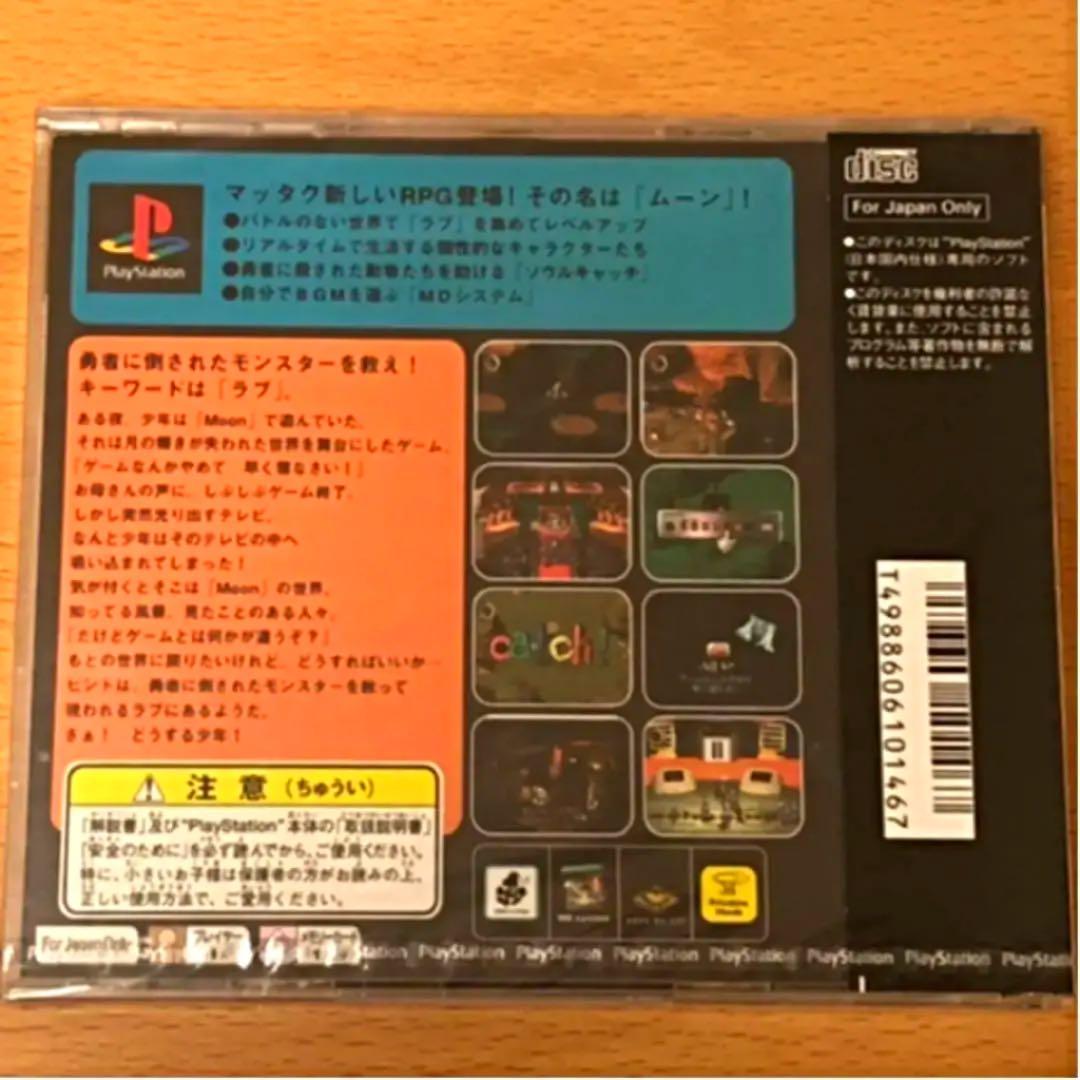 マッタク新しいRPG登場！その名は「ムーン」！
●バトルのない世界で「ラブ」を集めてレベルアップ
●リアルタイムで生活する個性的なキャラクターたち
●勇者に殺された動物たちを助ける「ソウルキャッチ」
●自分でBGMを選ぶ「MDシステム」
PlayStation
勇者に倒されたモンスターを救え！
キーワードは「ラブ」。
ある夜、少年は「Moon」で遊んでいた。
それは月の輝きが失われた世界を舞台にしたゲーム。
「ゲームなんかやめて　早く寝なさい！」
お母さんの声に、しぶしぶゲーム終了。
しかし突然光り出すテレビ。
なんと少年はそのテレビの中へ
吸い込まれてしまった！
気が付くとそこは「Moon」の世界。
知ってる風景、見たことのある人々。
「だけどゲームとは何かが違うぞ？」
もとの世界に戻りたいけれど、どうすればいいか…
ヒントは、勇者に倒されたモンスターを救って
現われるラブにあるようだ。
さぁ！　どうする少年！
catch!
注意（ちゅうい）
「解説書」及び"PlayStation"本体の「取扱説明書」
「安全のために」を必ず読んでから、ご使用ください。
特に、小さいお子様は保護者の方がお読みの上、
正しい使用方法で、ご愛用ください。
For Japan Only
プレイヤー
メモリーカード
PlayStation PlayStation PlayStation PlayStation PlayStation PlayStation
disc
For Japan Only
●このディスクは"PlayStation"
(日本国内仕様)専用のソフト
です。
●このディスクを権利者の許諾な
く賃貸業に使用することを禁止
します。また、ソフトに含まれる
プログラム等著作物を無断で解
析することを禁止します。
T4988606101467